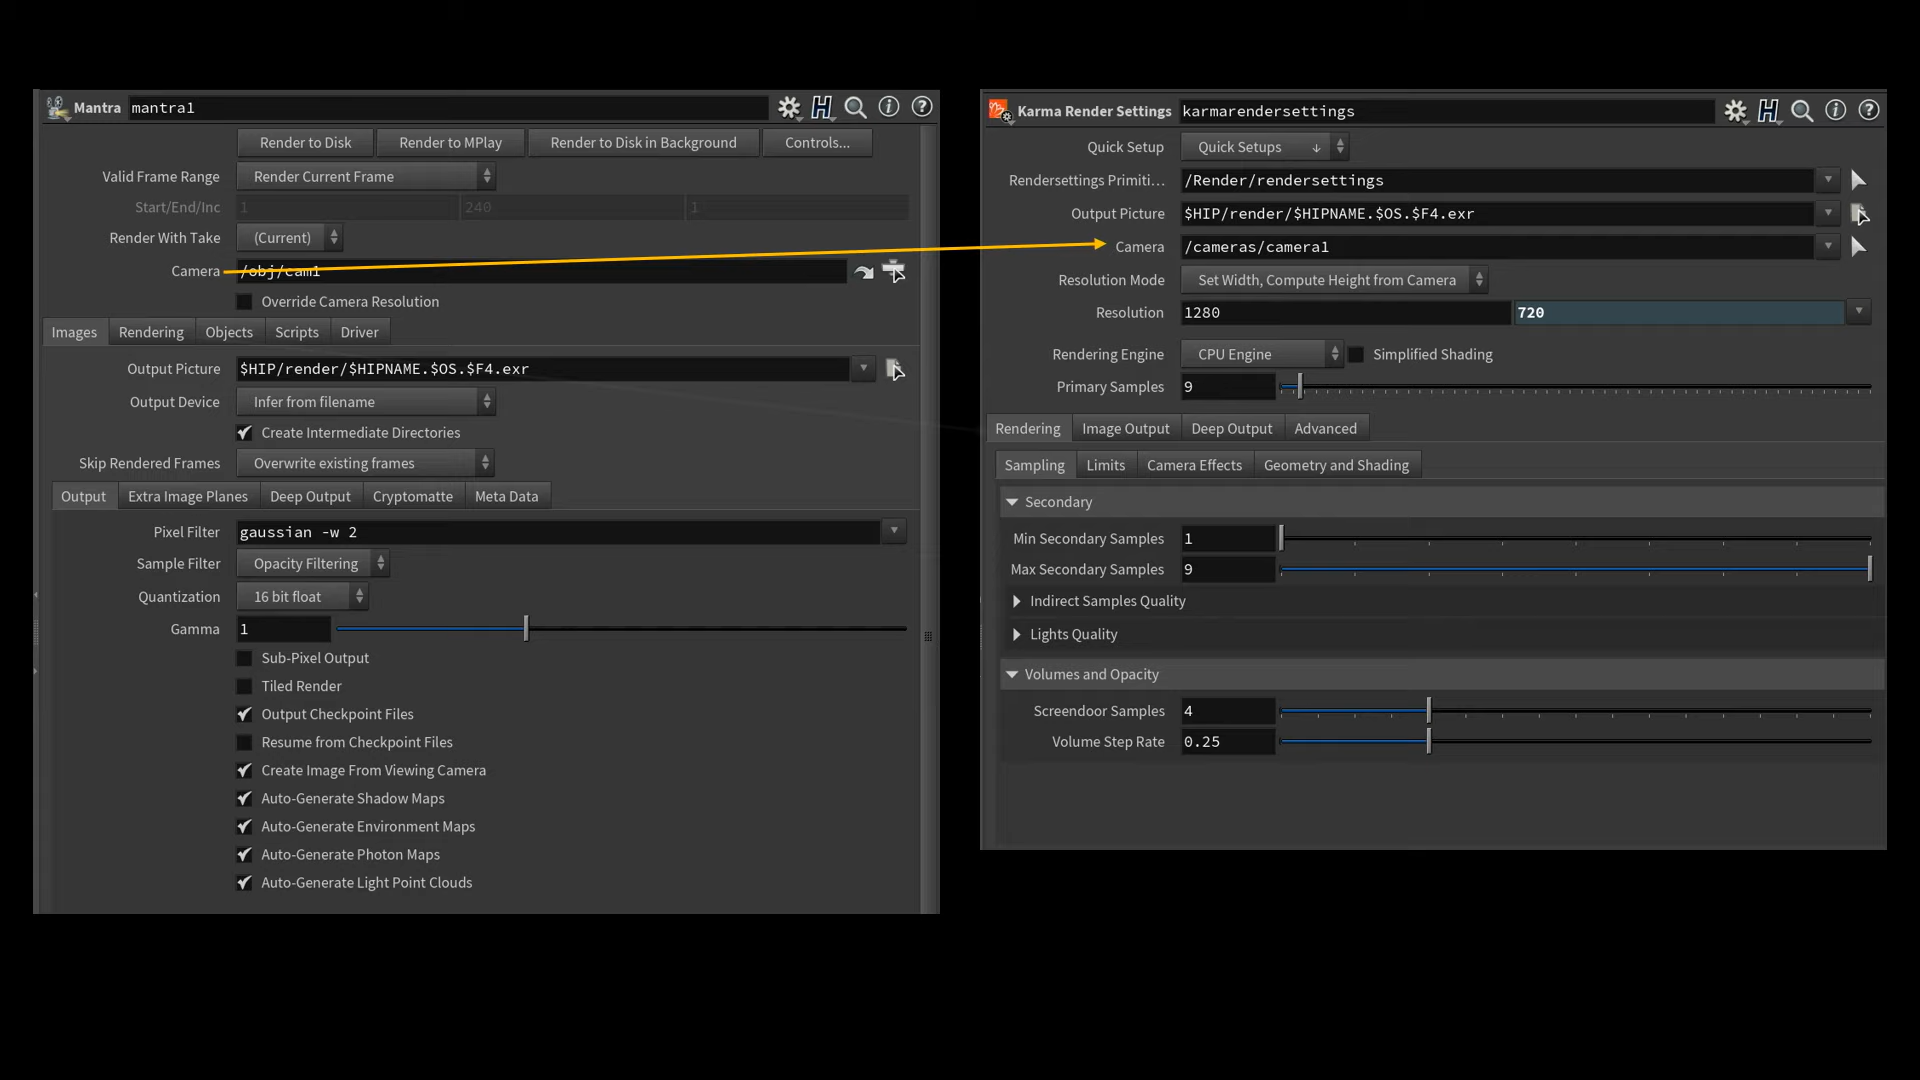 Mantra mantra1
Render to Disk Render to MPlay Render to Disk in Background Controls...
Valid Frame Range Render Current Frame
Start/End/Inc 1 240 1
Render With Take (Current)
Camera /obj/cam1
Override Camera Resolution
Images Rendering Objects Scripts Driver
Output Picture $HIP/render/$HIPNAME.$OS.$F4.exr
Output Device Infer from filename
Create Intermediate Directories
Skip Rendered Frames Overwrite existing frames
Output Extra Image Planes Deep Output Cryptomatte Meta Data
Pixel Filter gaussian -w 2
Sample Filter Opacity Filtering
Quantization 16 bit float
Gamma 1
Sub-Pixel Output
Tiled Render
Output Checkpoint Files
Resume from Checkpoint Files
Create Image From Viewing Camera
Auto-Generate Shadow Maps
Auto-Generate Environment Maps
Auto-Generate Photon Maps
Auto-Generate Light Point Clouds
Karma Render Settings karmarendersettings
Quick Setup Quick Setups
Rendersettings Primiti... /Render/rendersettings
Output Picture $HIP/render/$HIPNAME.$OS.$F4.exr
Camera /cameras/camera1
Resolution Mode Set Width, Compute Height from Camera
Resolution 1280 720
Rendering Engine CPU Engine Simplified Shading
Primary Samples 9
Rendering Image Output Deep Output Advanced
Sampling Limits Camera Effects Geometry and Shading
Secondary
Min Secondary Samples 1
Max Secondary Samples 9
Indirect Samples Quality
Lights Quality
Volumes and Opacity
Screendoor Samples 4
Volume Step Rate 0.25